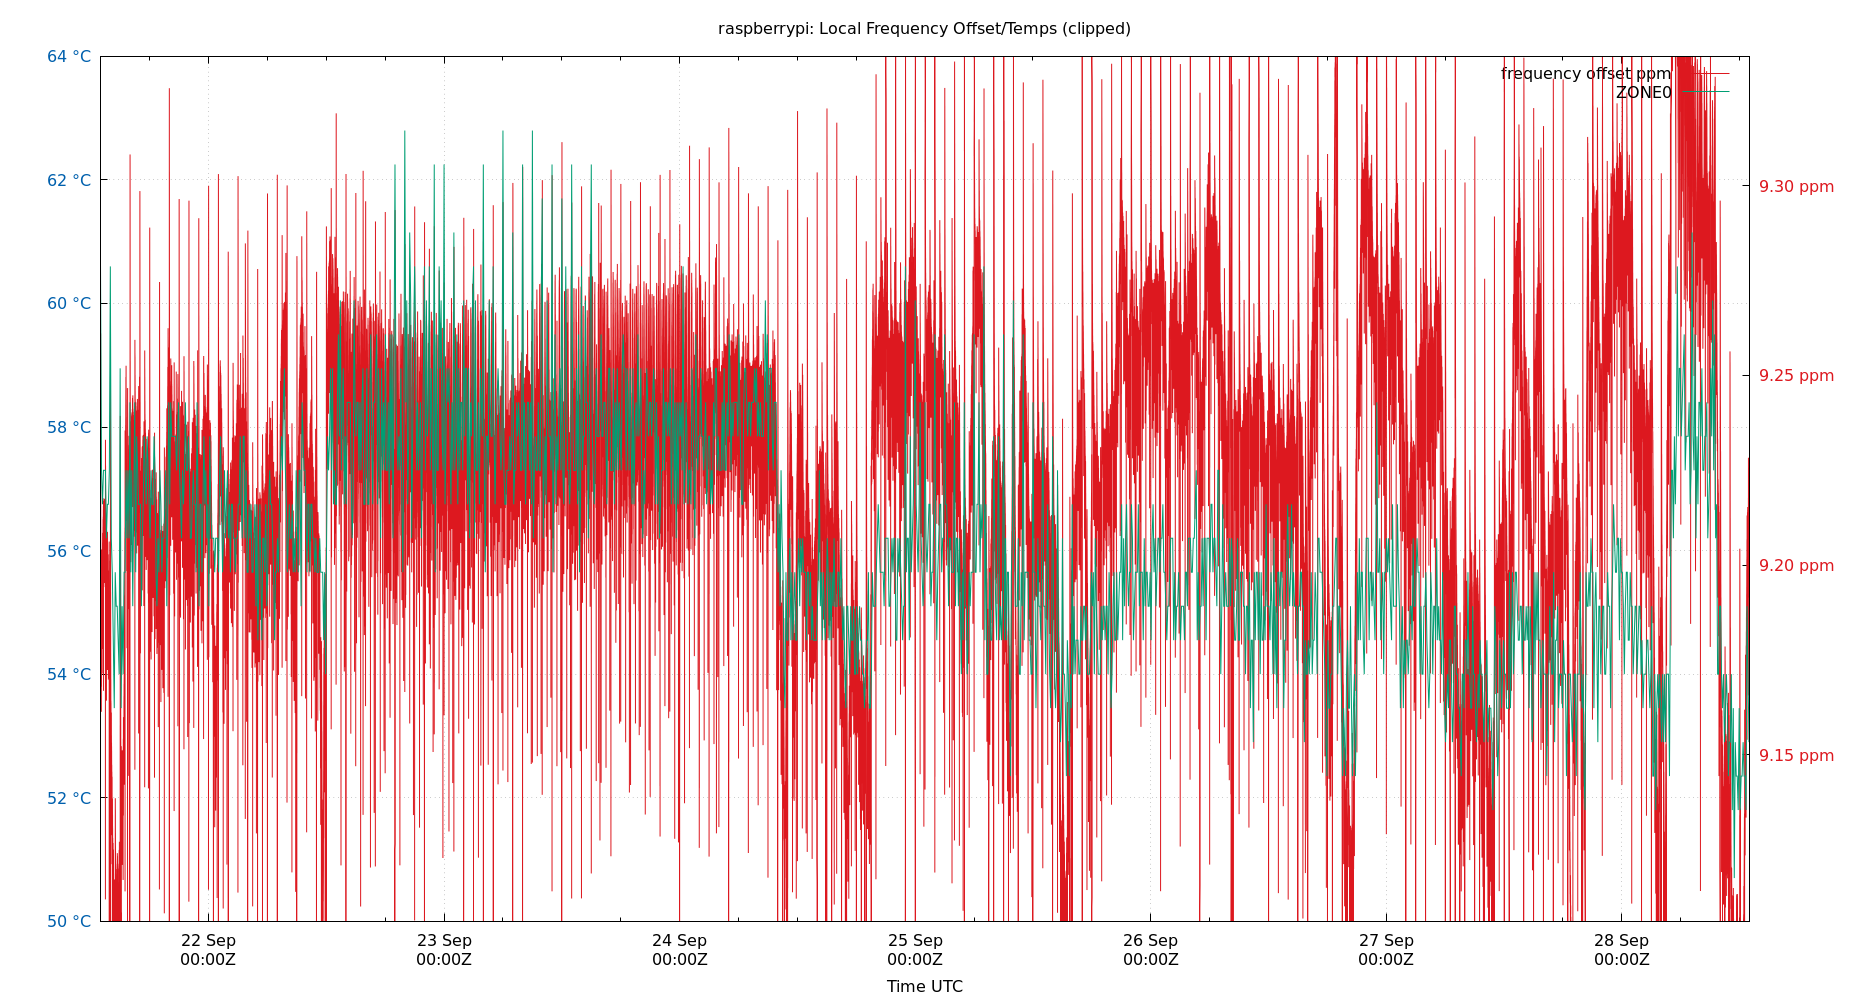 raspberrypi: Local Frequency Offset/Temps (clipped)
64 °C
frequency offset ppm
ZONE0
62 °C
9.30 ppm
60 °C
9.25 ppm
58 °C
56 °C
9.20 ppm
54 °C
9.15 ppm
52 °C
50 °C
22 Sep 23 Sep 24 Sep 25 Sep 26 Sep 27 Sep 28 Sep
00:00Z 00:00Z 00:00Z 00:00Z 00:00Z 00:00Z 00:00Z
Time UTC